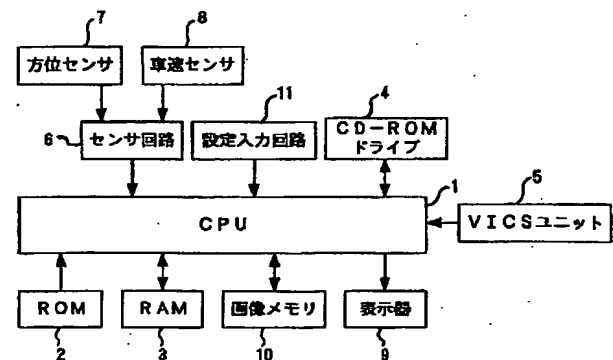 7
8
方位センサ
車速センサ
11
4
6
センサ回路
設定入力回路
CD-ROM
ドライブ
1
5
CPU
VICSユニット
ROM
RAM
画像メモリ
表示器
2
3
10
9